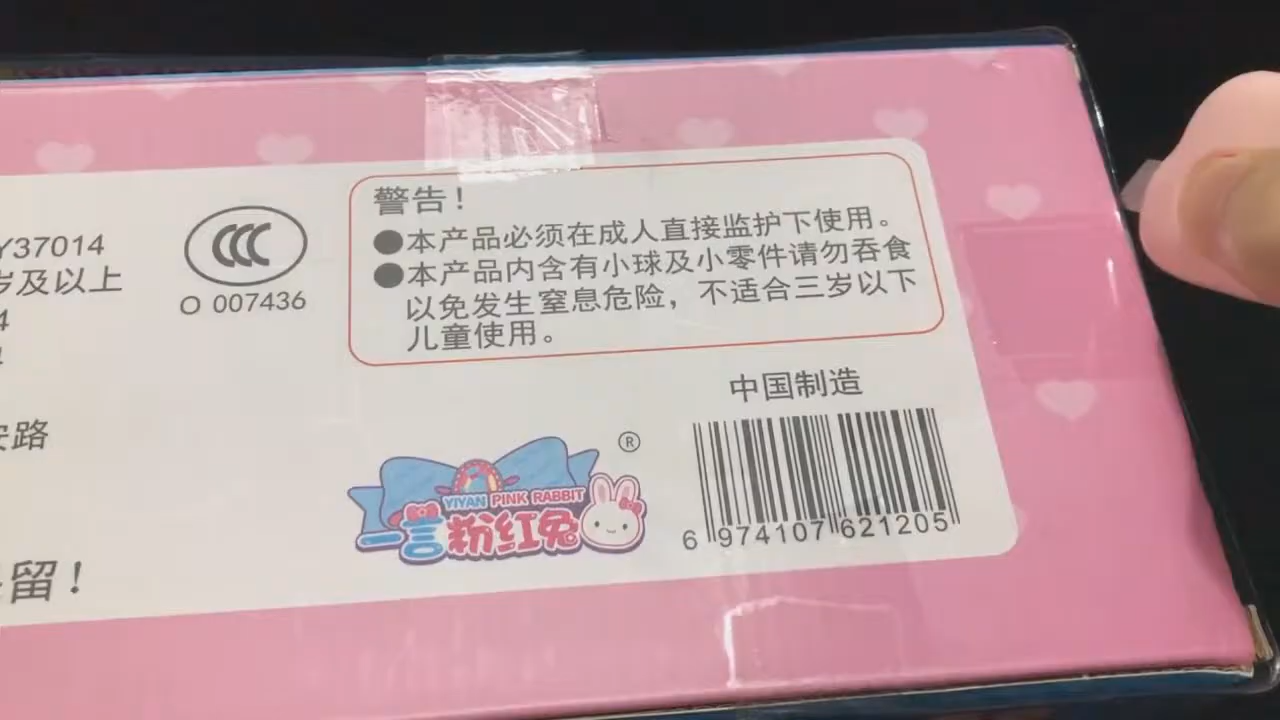 Y37014
岁及以上
4
安路
留!
CCC
O 007436
警告!
●本产品必须在成人直接监护下使用。
●本产品内含有小球及小零件请勿吞食
以免发生窒息危险，不适合三岁以下
儿童使用。
中国制造
6 974107 621205
®
YIYAN PINK RABBIT
一言粉红兔